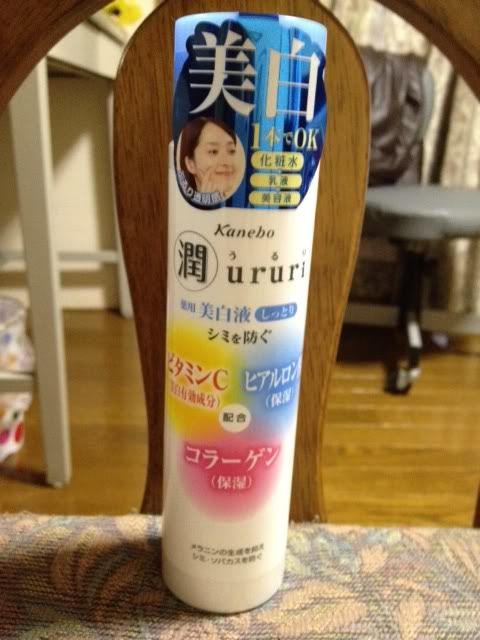 美白
1本でOK
化粧水
乳液
美容液
Kanebo
潤 うるり
ururi
薬用 美白液 しっとり
シミを防ぐ
ビタミンC
ヒアルロン
(保湿)
配合
コラーゲン
(保湿)
メラニンの生成を抑え
シミ・ソバカスを防ぐ